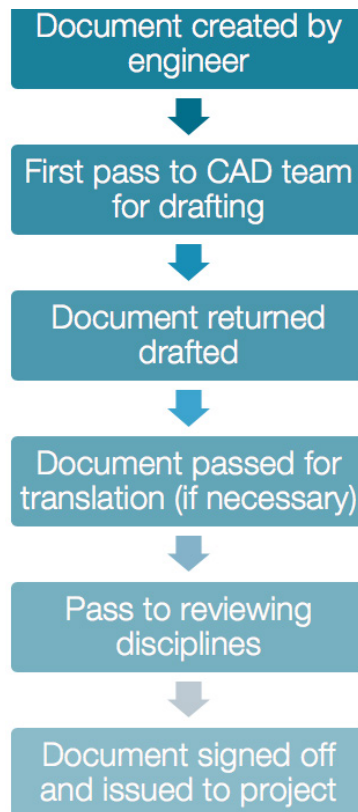 Document created by
engineer
First pass to CAD team
for drafting
Document returned
drafted
Document passed for
translation (if necessary)
Pass to reviewing
disciplines
Document signed off
and issued to project